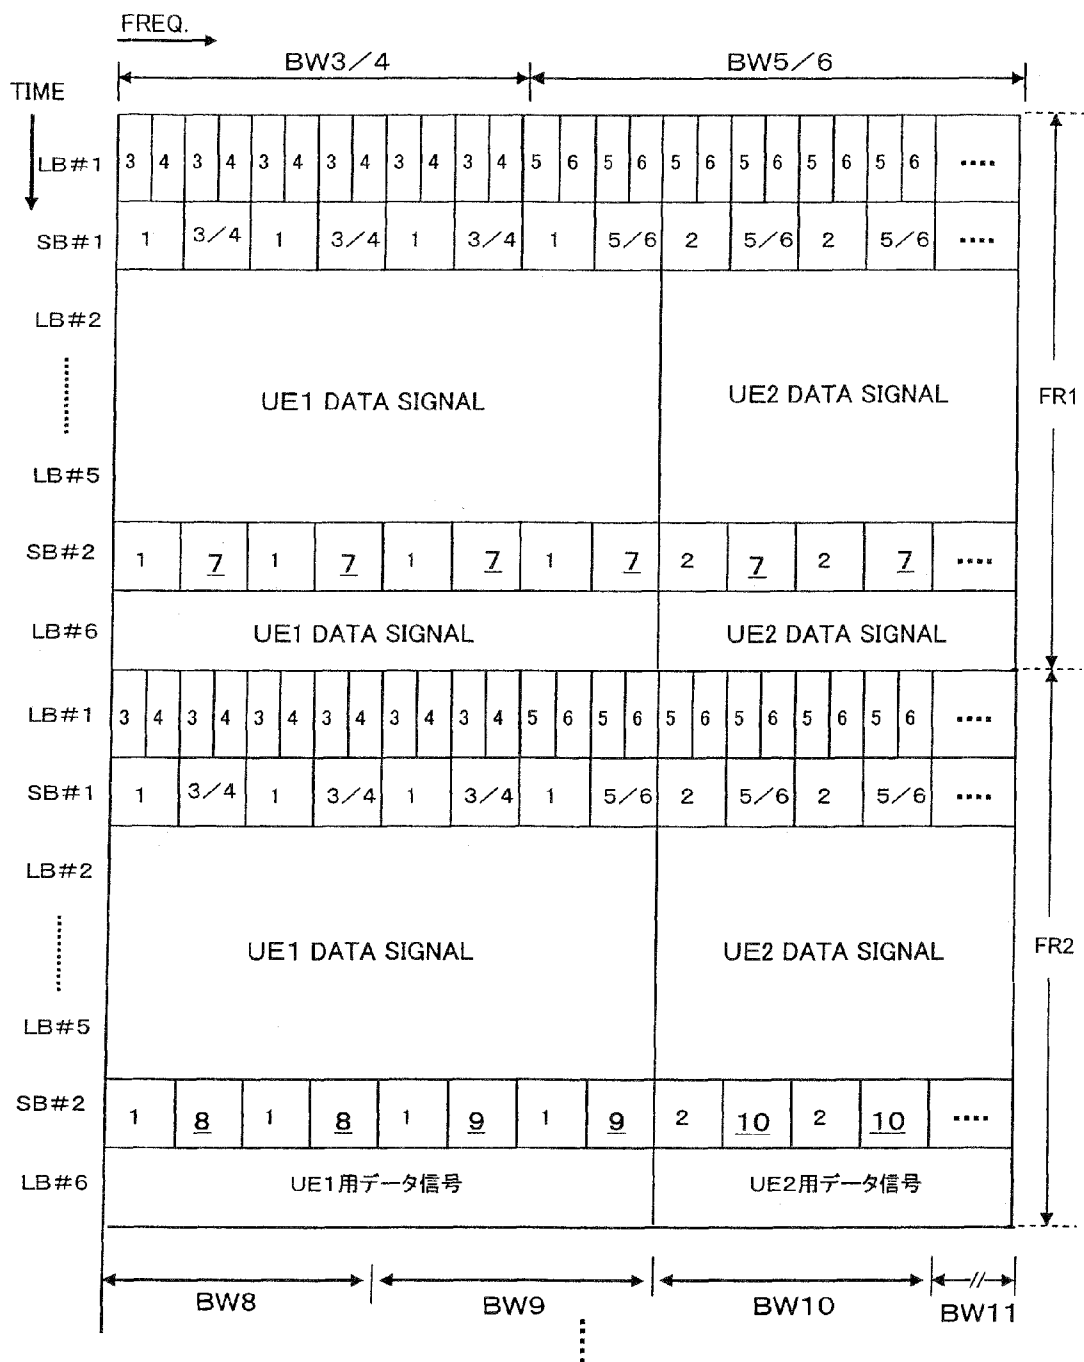 FREQ.
BW3／4 BW5／6
TIME
LB#1 3 4 3 4 3 4 3 4 3 4 3 4 5 6 5 6 5 6 5 6 5 6 5 6 ....
SB#1 1 3／4 1 3／4 1 3／4 1 5／6 2 5／6 2 5／6 ....
LB#2
UE1 DATA SIGNAL UE2 DATA SIGNAL FR1
LB#5
SB#2 1 7 1 7 1 7 1 7 2 7 2 7 ....
LB#6 UE1 DATA SIGNAL UE2 DATA SIGNAL
LB#1 3 4 3 4 3 4 3 4 3 4 3 4 5 6 5 6 5 6 5 6 5 6 5 6 ....
SB#1 1 3／4 1 3／4 1 3／4 1 5／6 2 5／6 2 5／6 ....
LB#2
UE1 DATA SIGNAL UE2 DATA SIGNAL FR2
LB#5
SB#2 1 8 1 8 1 9 1 9 2 10 2 10 ....
LB#6 UE1用データ信号 UE2用データ信号
BW8 BW9 BW10 BW11